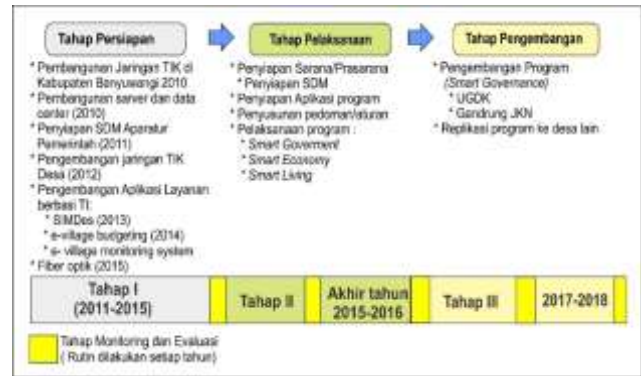 Tahap Persiapan
Tahap Pelaksanaan
Tahap Pengembangan
* Pembangunan Jaringan TIK di
Kabupaten Banyuwangi 2010
* Pembangunan server dan data
center (2010)
* Penyiapan SDM Aparatur
Pemerintah (2011)
* Pengembangan jaringan TIK
Desa (2012)
* Pengembangan Aplikasi Layanan
berbasi TI:
* SIMDes (2013)
* e-village budgeting (2014)
* e- village monitoring system
* Fiber optik (2015)
* Penyiapan Sarana/Prasarana
* Penyiapan SDM
* Penyiapan Aplikasi program
* Penyusunan pedoman/aturan
* Pelaksanaan program :
* Smart Goverment
* Smart Economy
* Smart Living
* Pengembangan Program
(Smart Governance)
* UGDK
* Gandrung JKN
* Replikasi program ke desa lain
Tahap I
(2011-2015)
Tahap II
Akhir tahun
2015-2016
Tahap III
2017-2018
Tahap Monitoring dan Evaluasi
( Rutin dilakukan setiap tahun)